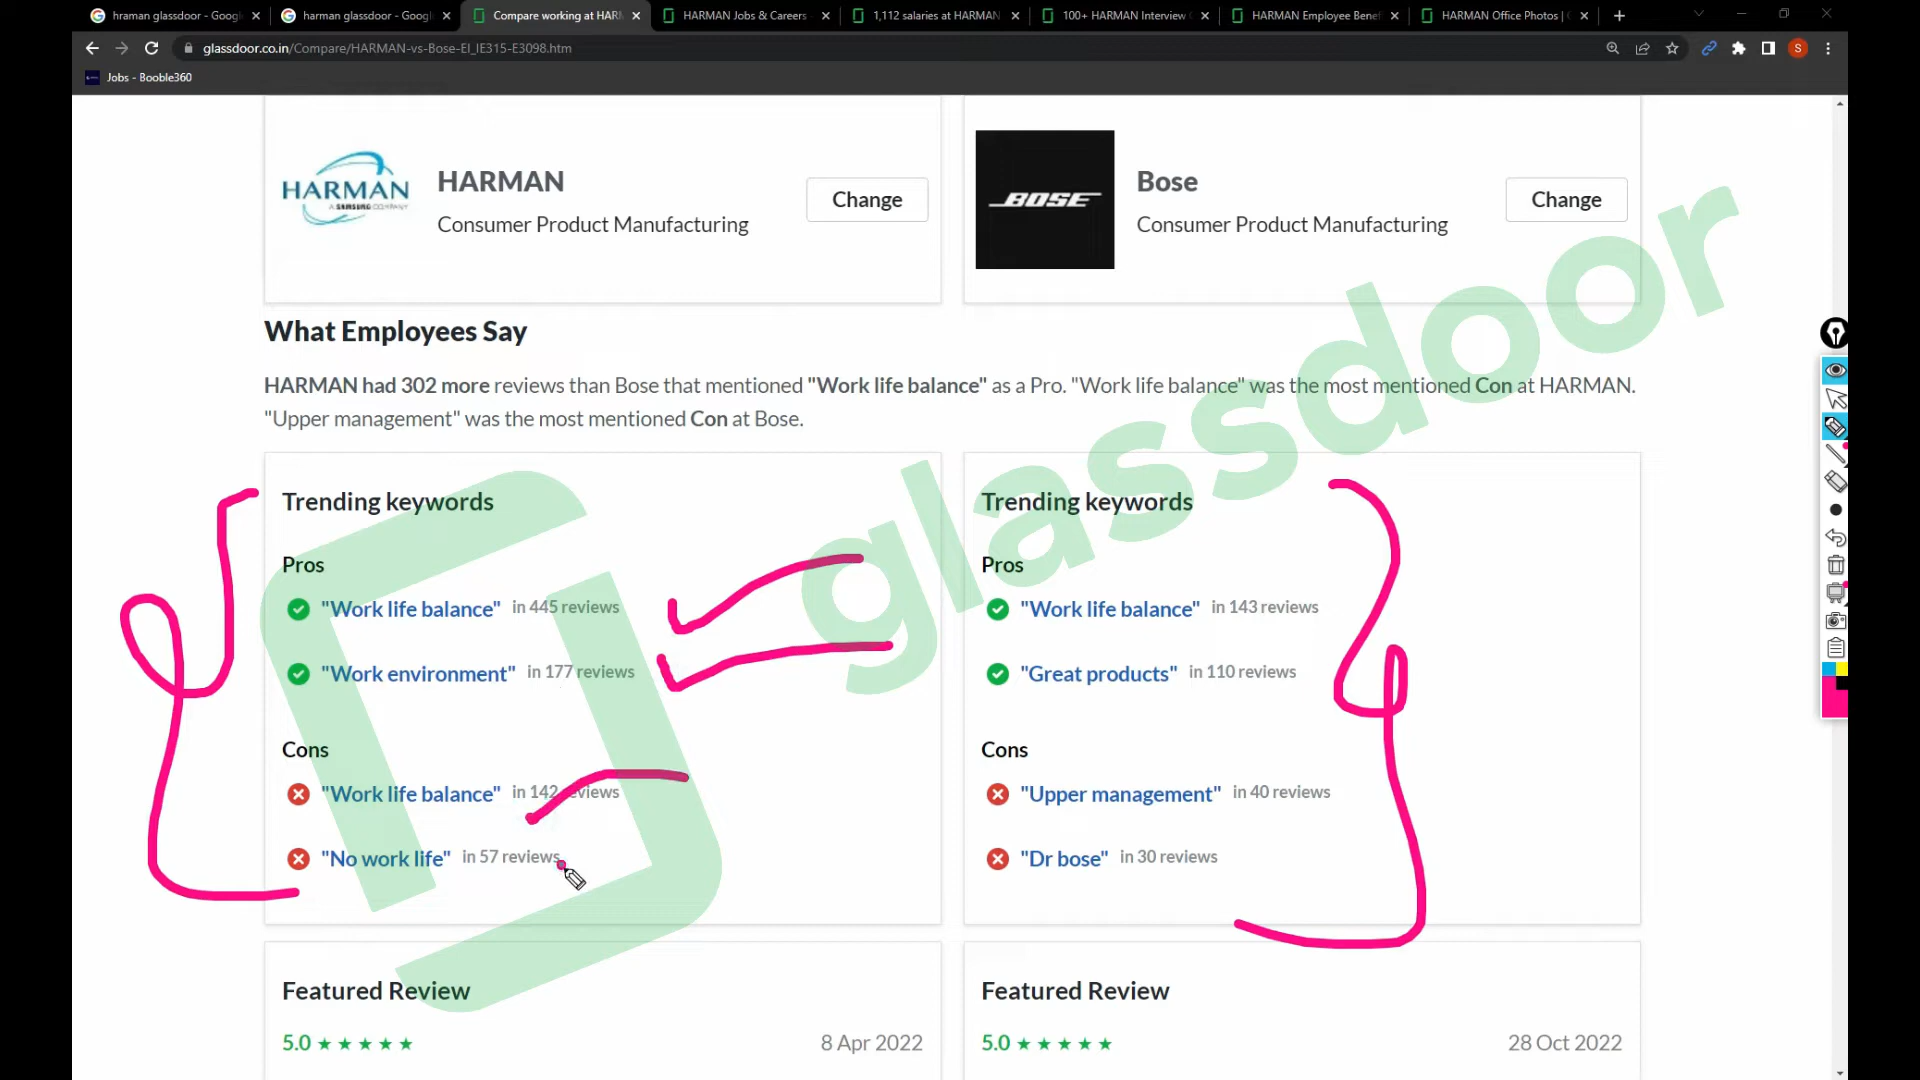 hraman glassdoor - Goog
harman glassdoor - Googl
Compare working at HAR
HARMAN Jobs & Careers
1,112 salaries at HARMAN
100+ HARMAN Interview
HARMAN Employee Benef
HARMAN Office Photos |
glassdoor.co.in/Compare/HARMAN-vs-Bose-EI_IE315-E3098.htm
S
Jobs - Booble360
HARMAN
A SAMSUNG COMPANY
HARMAN
Consumer Product Manufacturing
Change
BOSE
Bose
Consumer Product Manufacturing
Change
What Employees Say
HARMAN had 302 more reviews than Bose that mentioned "Work life balance" as a Pro. "Work life balance" was the most mentioned Con at HARMAN.
"Upper management" was the most mentioned Con at Bose.
glassdoor
Trending keywords
Pros
"Work life balance" in 445 reviews
"Work environment" in 177 reviews
Cons
"Work life balance" in 142 reviews
"No work life" in 57 reviews
Trending keywords
Pros
"Work life balance" in 143 reviews
"Great products" in 110 reviews
Cons
"Upper management" in 40 reviews
"Dr bose" in 30 reviews
Featured Review
5.0 ★★★★★ 8 Apr 2022
Featured Review
5.0 ★★★★★ 28 Oct 2022